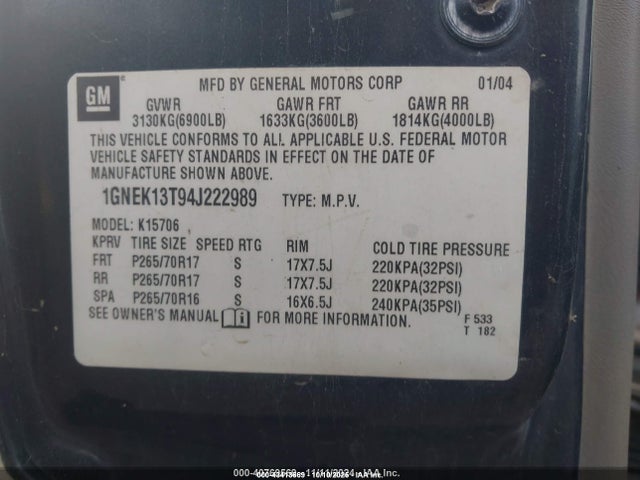 GM
MFD BY GENERAL MOTORS CORP 01/04
GVWR GAWR FRT GAWR RR
3130KG(6900LB) 1633KG(3600LB) 1814KG(4000LB)
THIS VEHICLE CONFORMS TO ALL APPLICABLE U.S. FEDERAL MOTOR
VEHICLE SAFETY STANDARDS IN EFFECT ON THE DATE OF
MANUFACTURE SHOWN ABOVE.
1GNEK13T94J222989 TYPE: M.P.V.
MODEL: K15706
KPRV TIRE SIZE SPEED RTG RIM COLD TIRE PRESSURE
FRT P265/70R17 S 17X7.5J 220KPA(32PSI)
RR P265/70R17 S 17X7.5J 220KPA(32PSI)
SPA P265/70R16 S 16X6.5J 240KPA(35PSI)
SEE OWNER'S MANUAL FOR MORE INFORMATION.
F 533
T 182
IAA, Inc.
IAA, Inc.